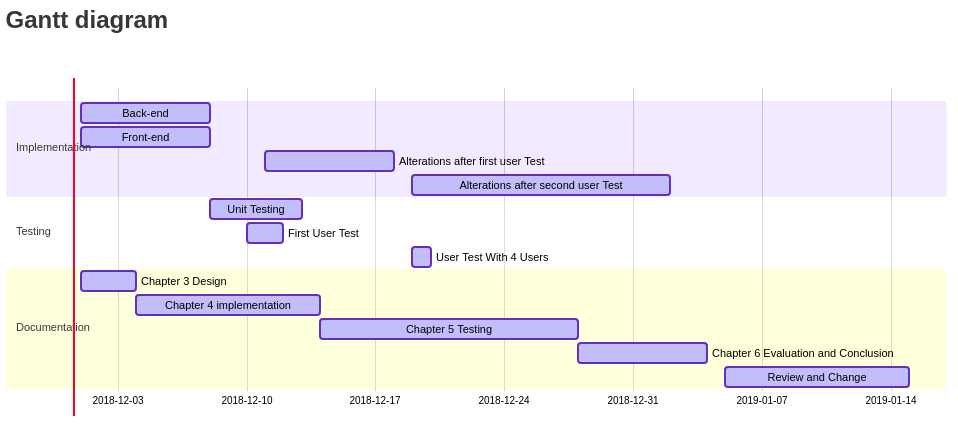 Gantt diagram
Back-end
Front-end
Implementation
Alterations after first user Test
Alterations after second user Test
Unit Testing
Testing
First User Test
User Test With 4 Users
Chapter 3 Design
Chapter 4 implementation
Documentation
Chapter 5 Testing
Chapter 6 Evaluation and Conclusion
Review and Change
2018-12-03
2018-12-10
2018-12-17
2018-12-24
2018-12-31
2019-01-07
2019-01-14